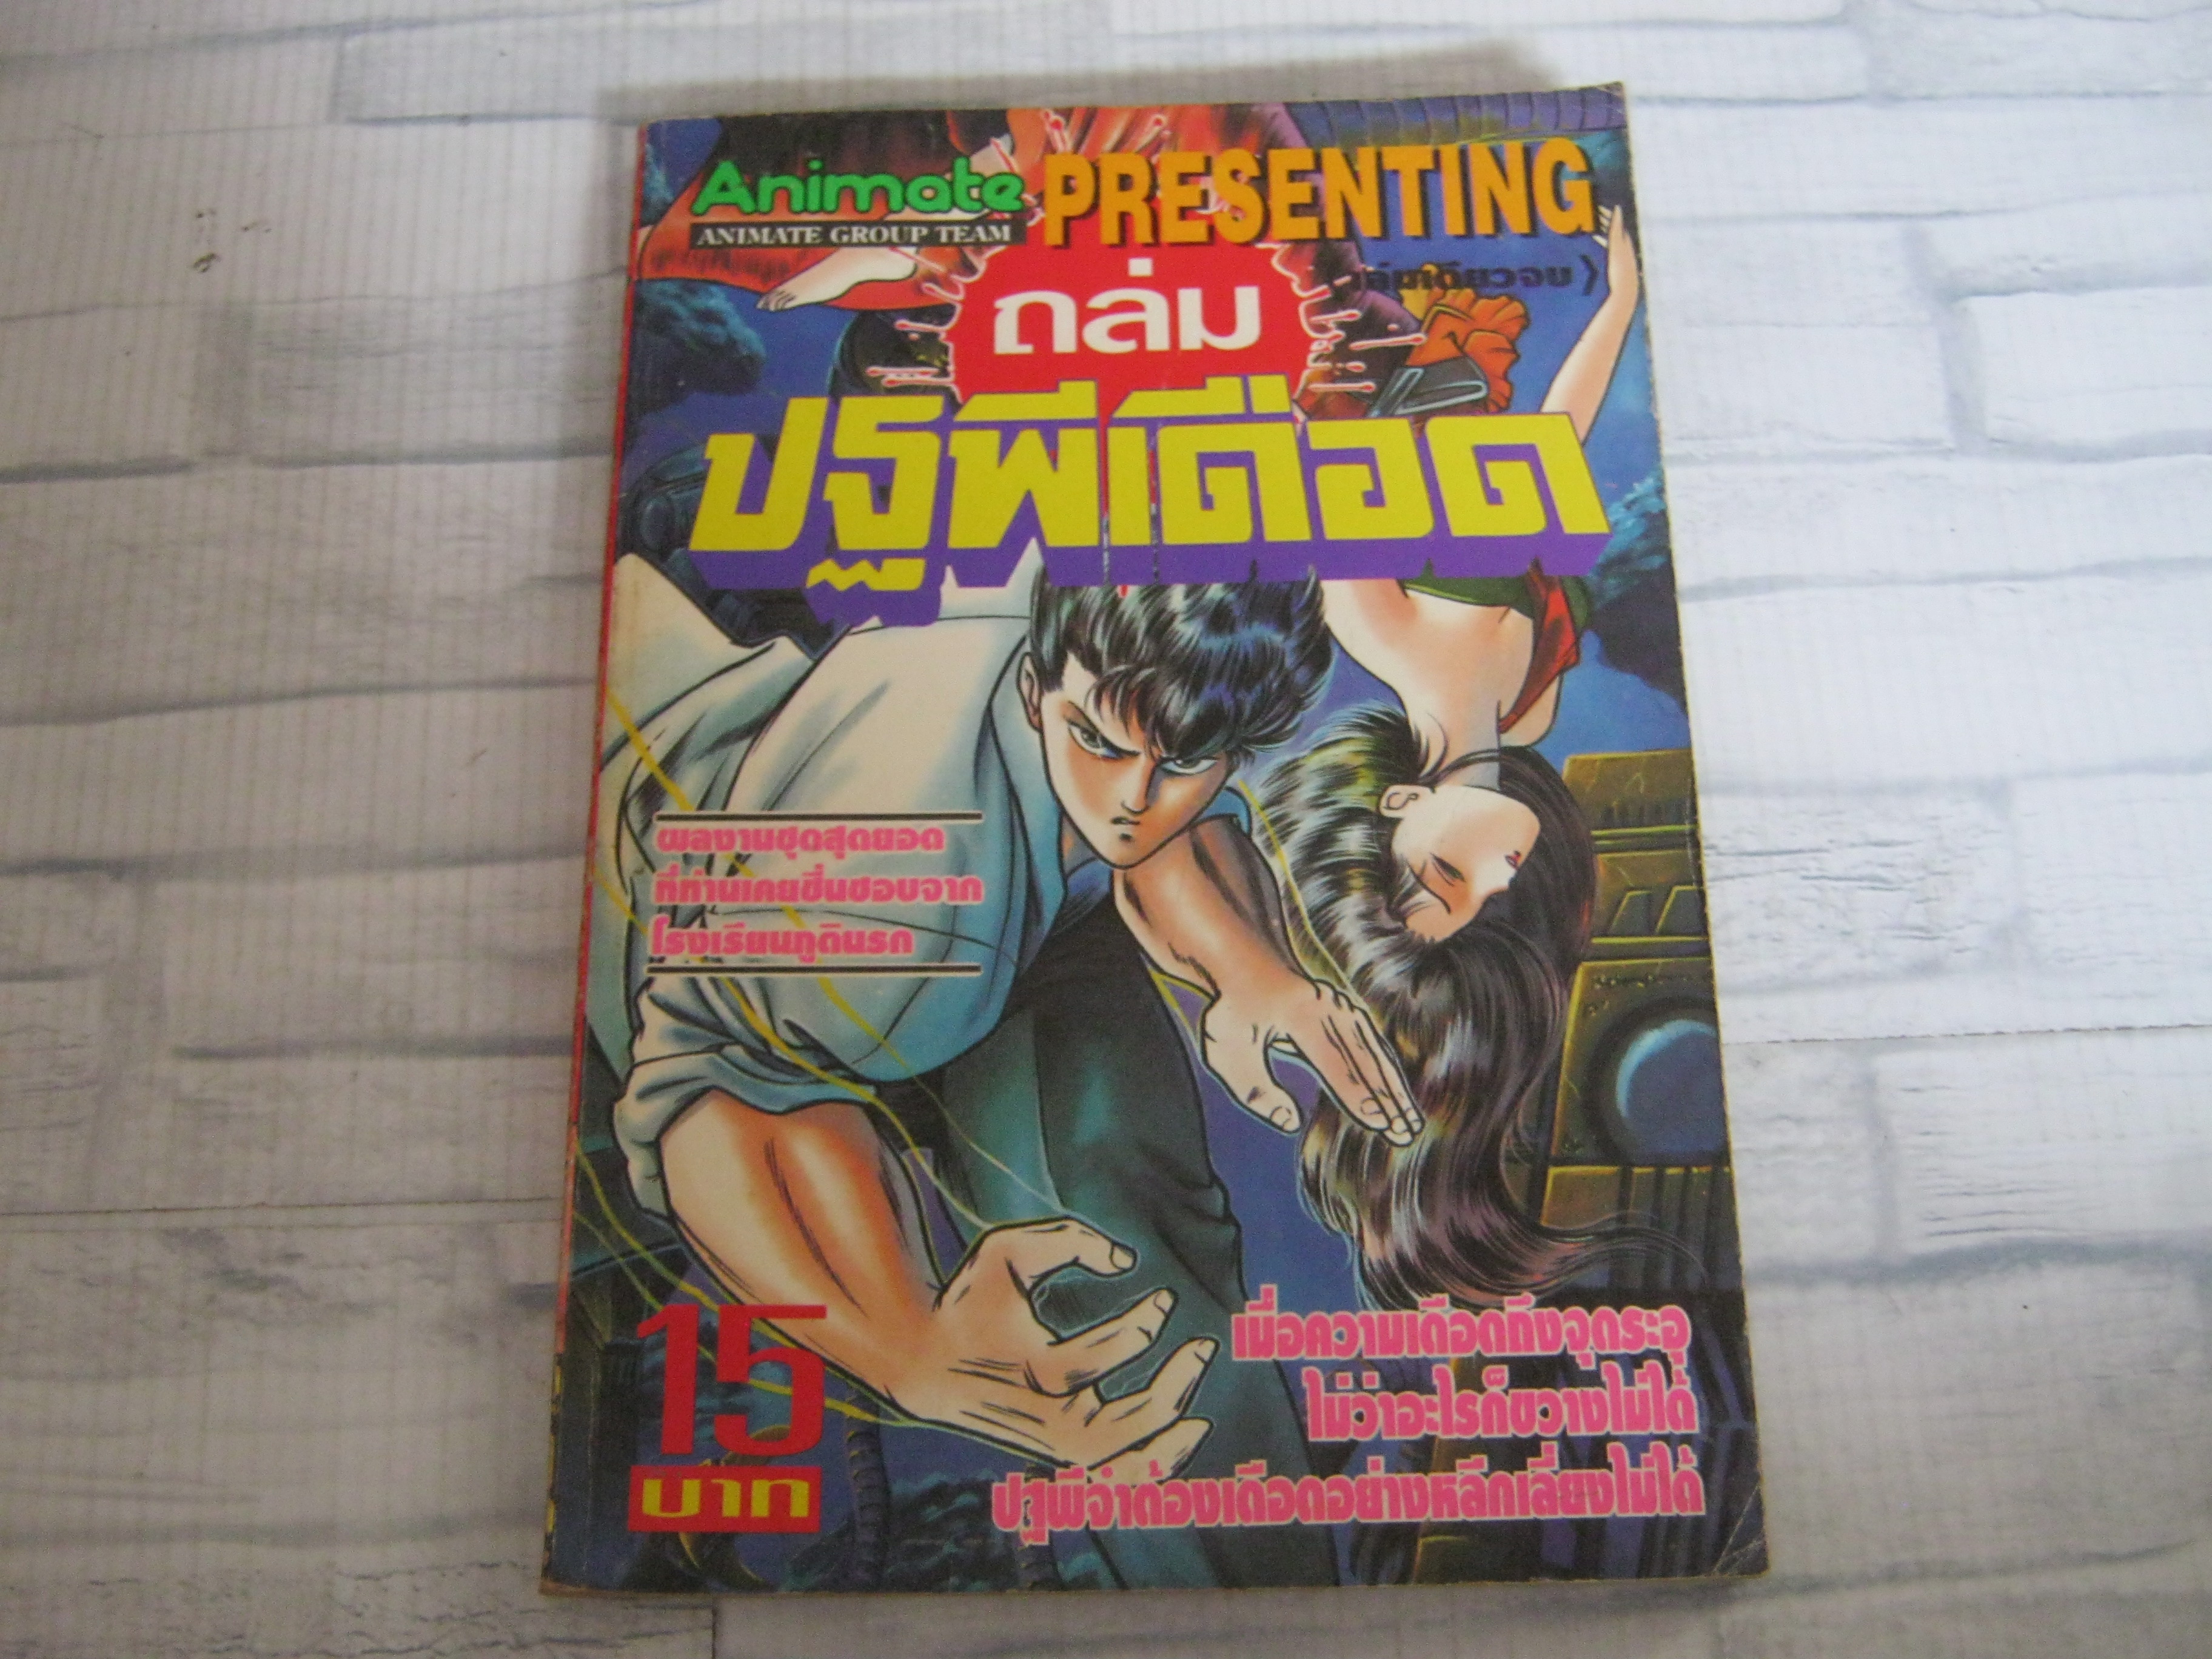 Animate PRESENTING
ANIMATE GROUP TEAM
เล่มเดียวจบ)
ถล่ม
ปฐพีเดือด
ผลงานชุดสุดยอด
ที่ท่านเคยชื่นชอบจาก
โรงเรียนทูตนรก
15
บาท
เมื่อความเดือดถึงจุดระอุ
ไม่ว่าอะไรก็ขวางไม่ได้
ปฐพีจำต้องเดือดอย่างหลีกเลี่ยงไม่ได้